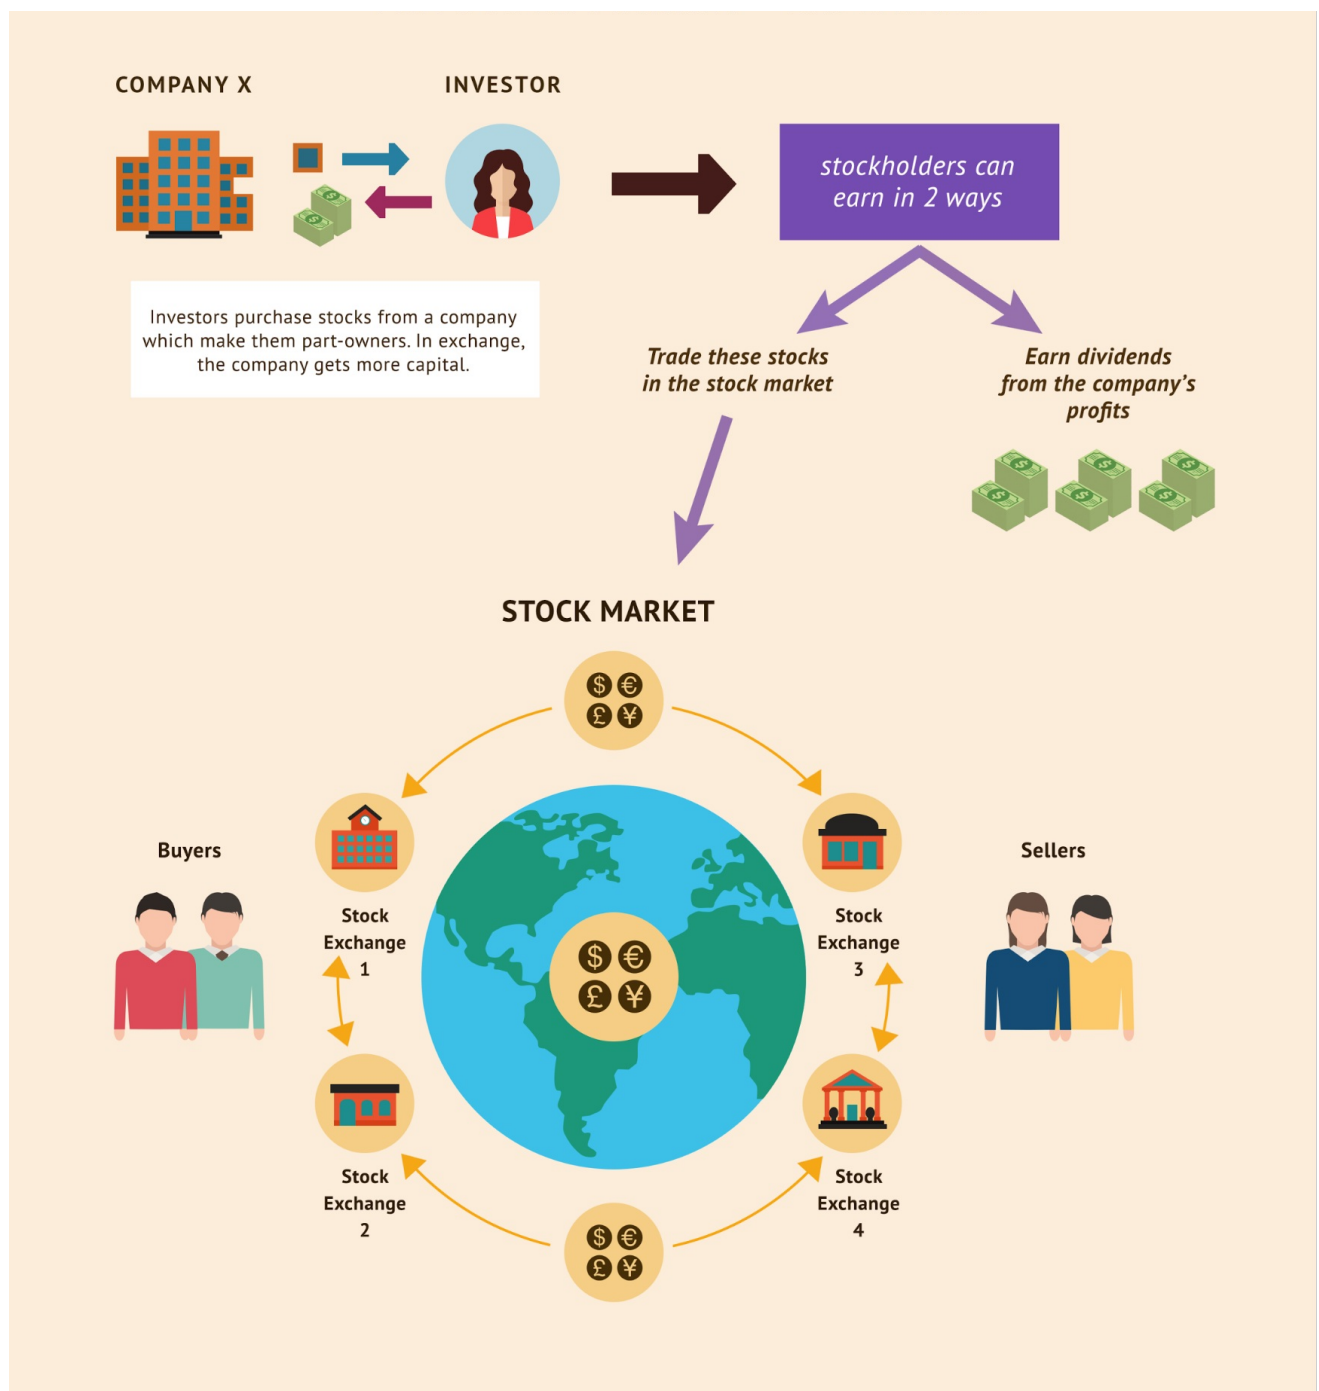 COMPANY X
INVESTOR
stockholders can
earn in 2 ways
Investors purchase stocks from a company
which make them part-owners. In exchange,
the company gets more capital.
Trade these stocks
in the stock market
Earn dividends
from the company's
profits
STOCK MARKET
$ €
£ ¥
Buyers
Sellers
Stock
Exchange
1
Stock
Exchange
3
$ €
£ ¥
Stock
Exchange
2
Stock
Exchange
4
$ €
£ ¥